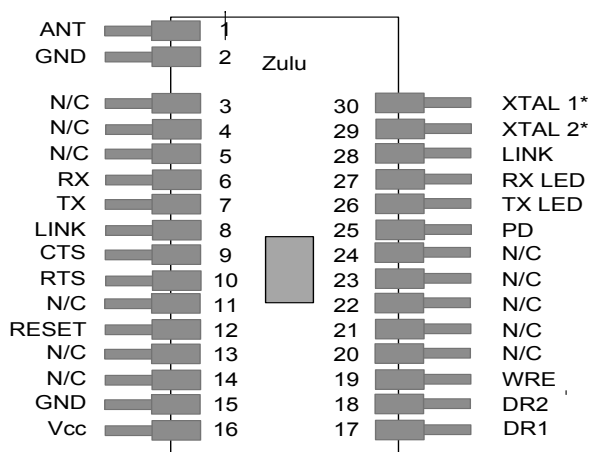 ANT 1
GND 2 Zulu
N/C 3 30 XTAL 1*
N/C 4 29 XTAL 2*
N/C 5 28 LINK
RX 6 27 RX LED
TX 7 26 TX LED
LINK 8 25 PD
CTS 9 24 N/C
RTS 10 23 N/C
N/C 11 22 N/C
RESET 12 21 N/C
N/C 13 20 N/C
N/C 14 19 WRE
GND 15 18 DR2
Vcc 16 17 DR1